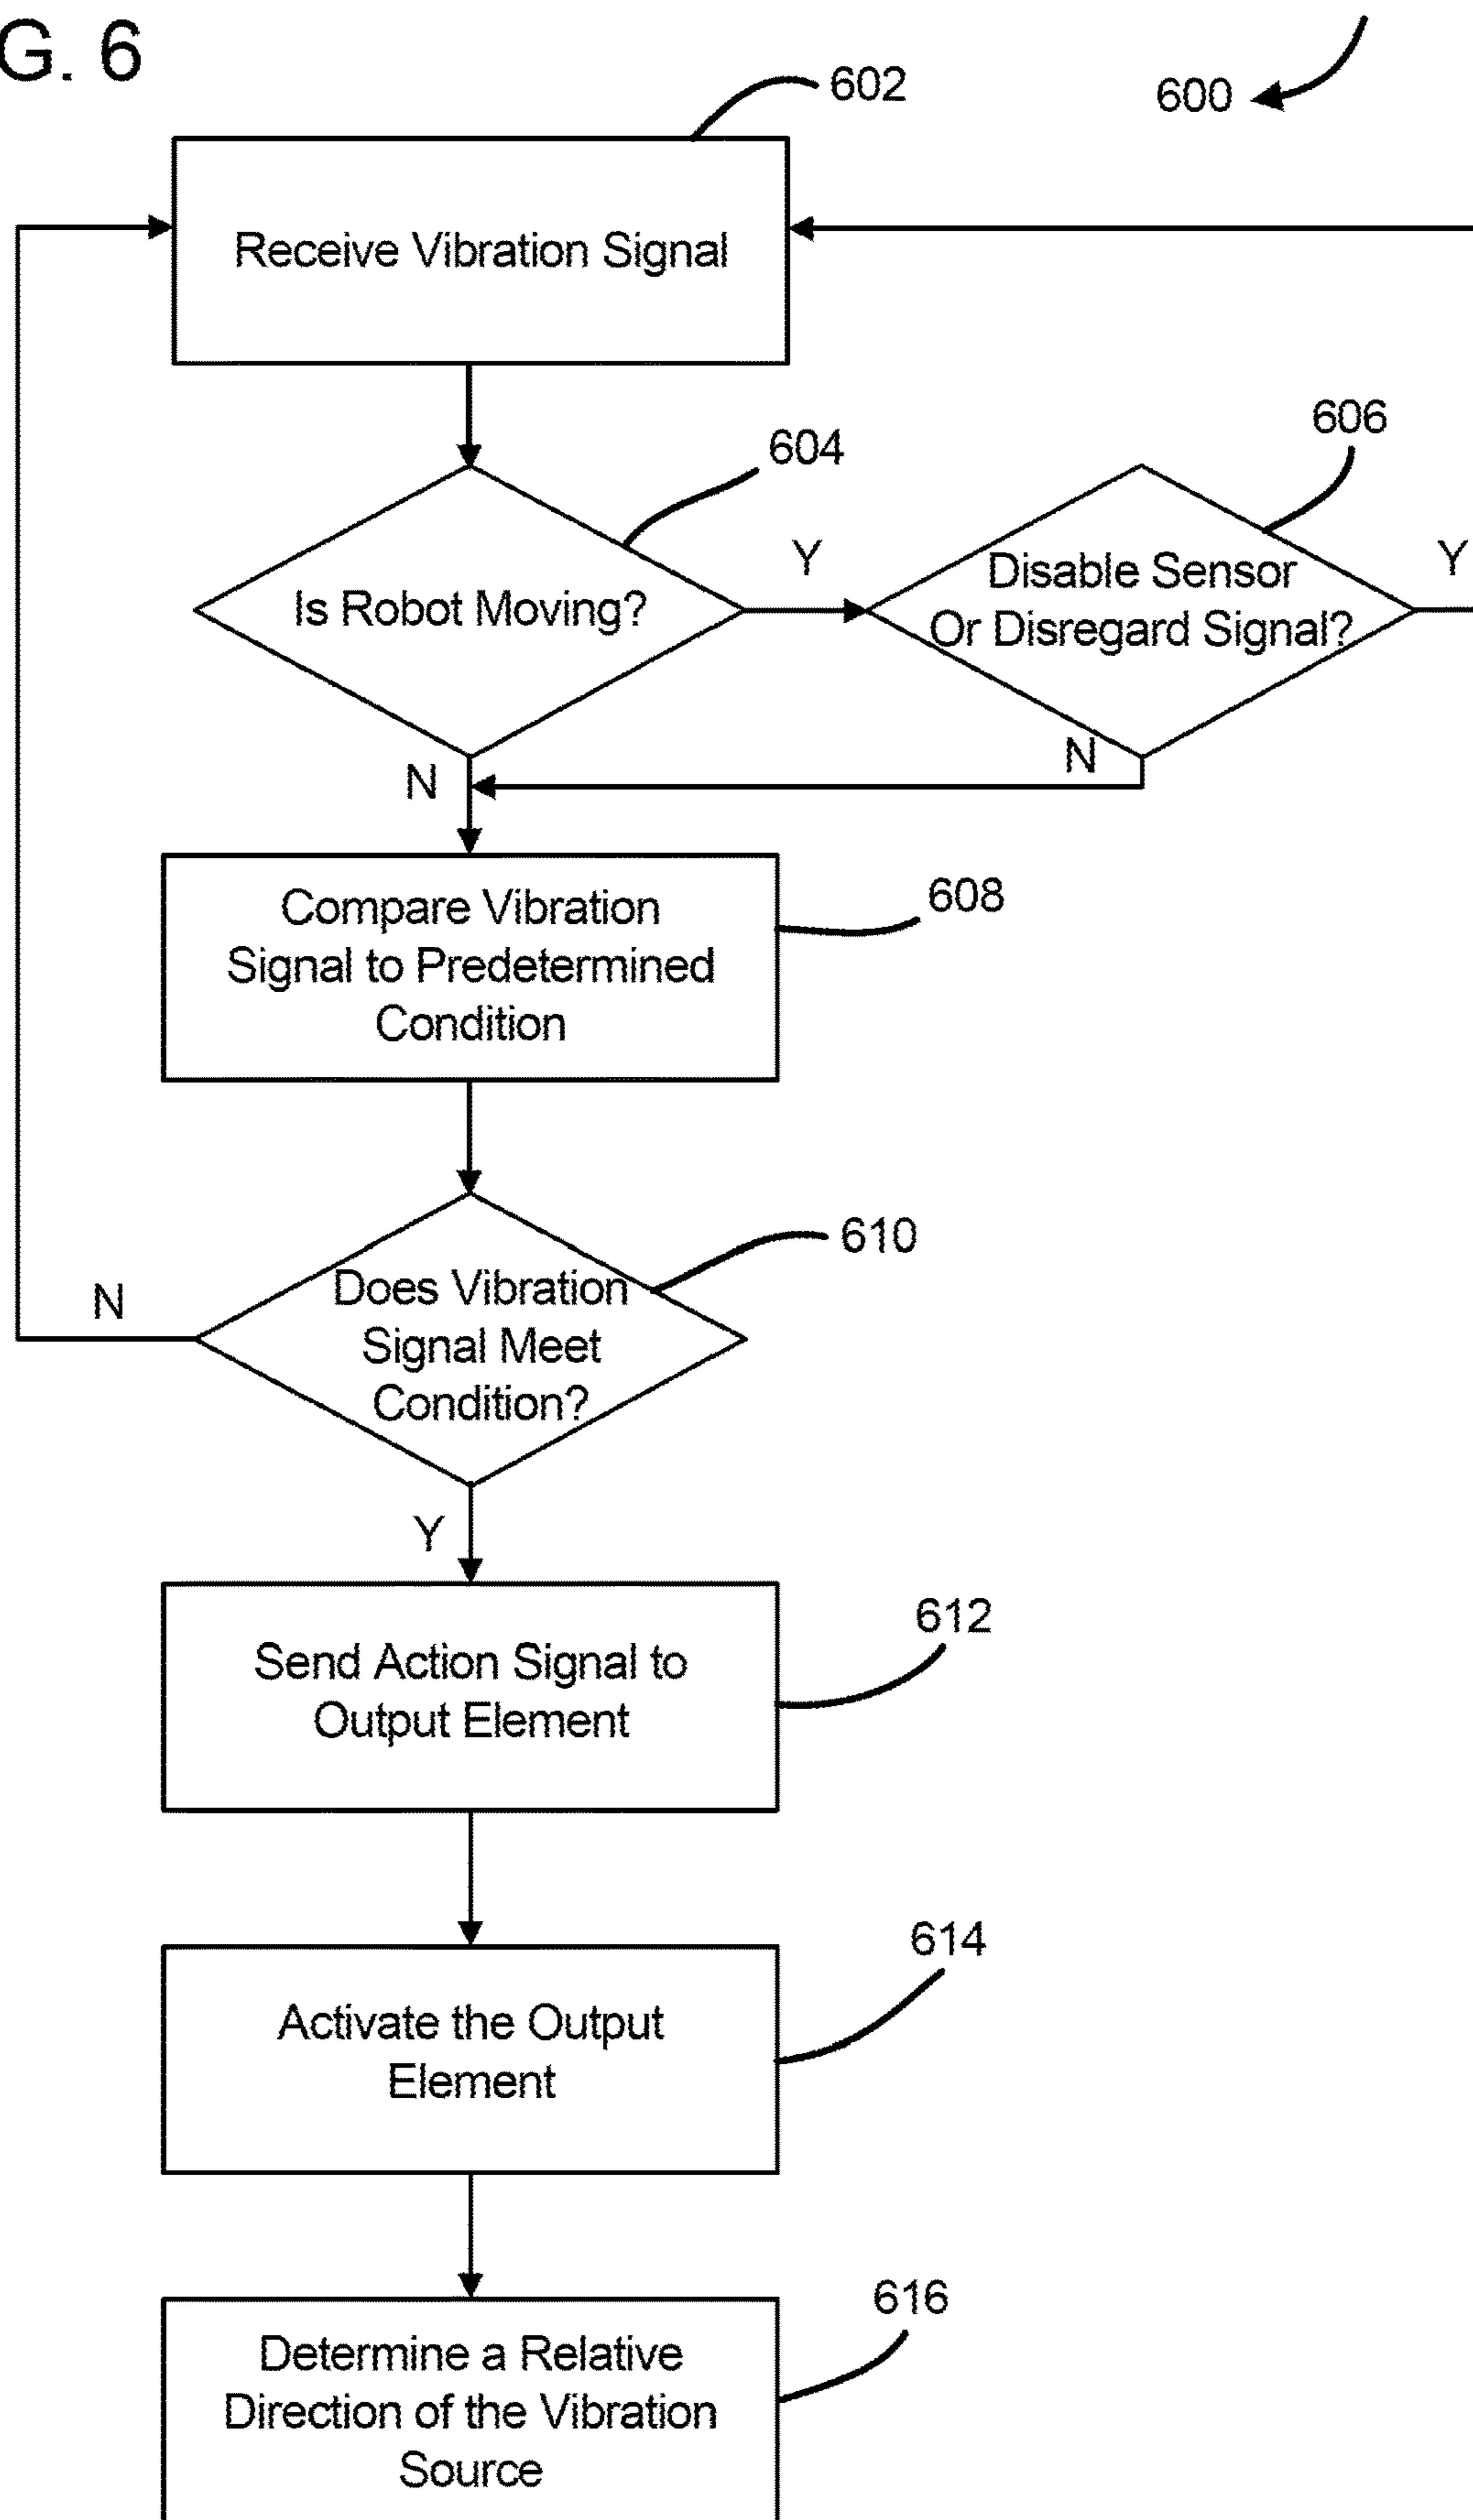 G. 6
602
600
Receive Vibration Signal
604
606
Is Robot Moving?
Y
Disable Sensor
Or Disregard Signal?
Y
N
N
Compare Vibration
Signal to Predetermined
Condition
608
610
Does Vibration
Signal Meet
Condition?
N
Y
Send Action Signal to
Output Element
612
Activate the Output
Element
614
616
Determine a Relative
Direction of the Vibration
Source